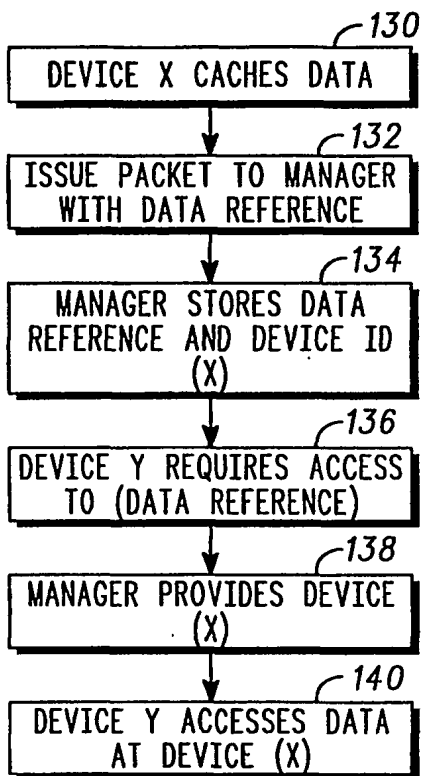 130
DEVICE X CACHES DATA
132
ISSUE PACKET TO MANAGER
WITH DATA REFERENCE
134
MANAGER STORES DATA
REFERENCE AND DEVICE ID
(X)
136
DEVICE Y REQUIRES ACCESS
TO (DATA REFERENCE)
138
MANAGER PROVIDES DEVICE
(X)
140
DEVICE Y ACCESSES DATA
AT DEVICE (X)